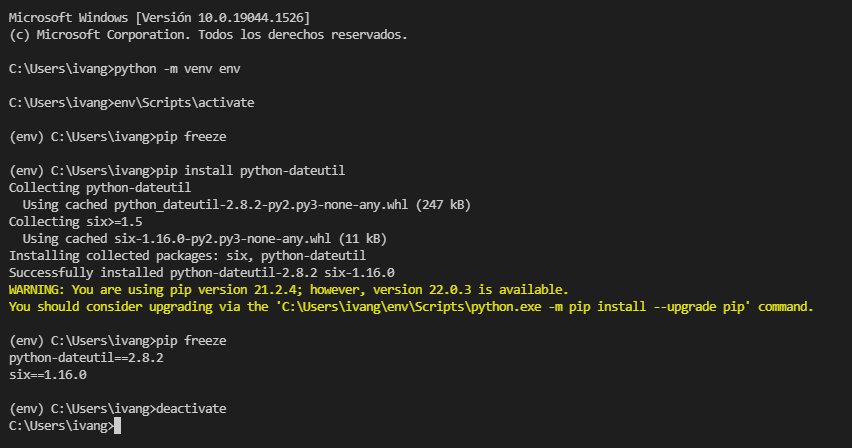 Microsoft Windows [Versión 10.0.19044.1526]
(c) Microsoft Corporation. Todos los derechos reservados.
C:\Users\ivang>python -m venv env
C:\Users\ivang>env\Scripts\activate
(env) C:\Users\ivang>pip freeze
(env) C:\Users\ivang>pip install python-dateutil
Collecting python-dateutil
  Using cached python_dateutil-2.8.2-py2.py3-none-any.whl (247 kB)
Collecting six>=1.5
  Using cached six-1.16.0-py2.py3-none-any.whl (11 kB)
Installing collected packages: six, python-dateutil
Successfully installed python-dateutil-2.8.2 six-1.16.0
WARNING: You are using pip version 21.2.4; however, version 22.0.3 is available.
You should consider upgrading via the 'C:\Users\ivang\env\Scripts\python.exe -m pip install --upgrade pip' command.
(env) C:\Users\ivang>pip freeze
python-dateutil==2.8.2
six==1.16.0
(env) C:\Users\ivang>deactivate
C:\Users\ivang>